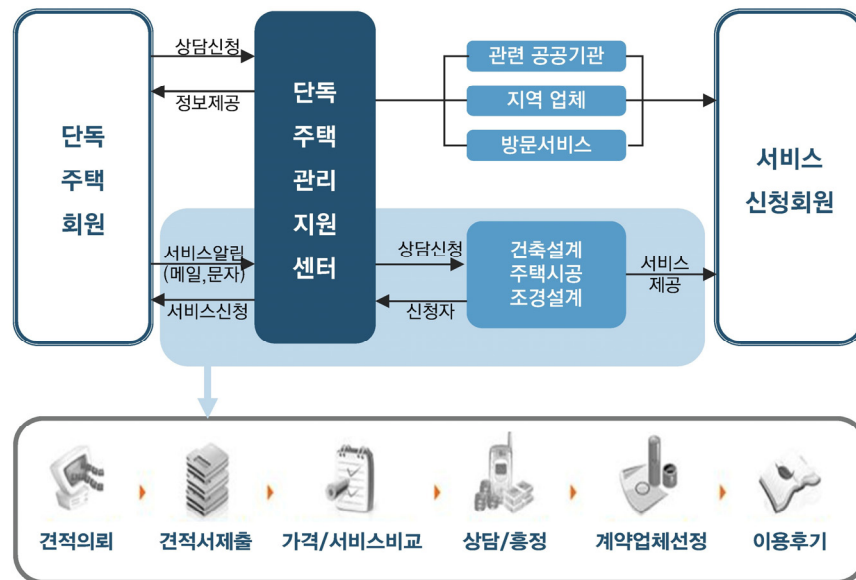 단독
주택
회원
상담신청
정보제공
서비스알림
(메일,문자)
서비스신청
단독
주택
관리
지원
센터
관련 공공기관
지역 업체
방문서비스
상담신청
신청자
건축설계
주택시공
조경설계
서비스
제공
서비스
신청회원
견적의뢰
견적서제출
가격/서비스비교
상담/흥정
계약업체선정
이용후기